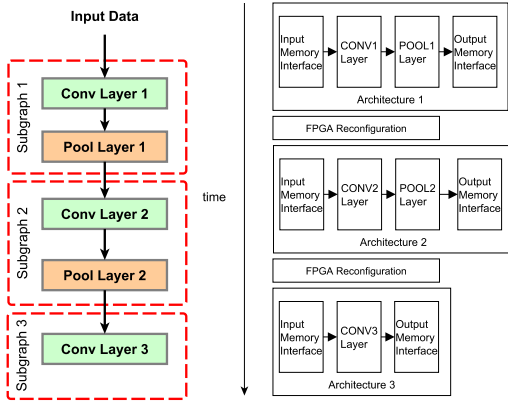 Input Data
Subgraph 1
Conv Layer 1
Pool Layer 1
Subgraph 2
Conv Layer 2
Pool Layer 2
Subgraph 3
Conv Layer 3
time
Input
Memory
Interface
CONV1
Layer
POOL1
Layer
Output
Memory
Interface
Architecture 1
FPGA Reconfiguration
Input
Memory
Interface
CONV2
Layer
POOL2
Layer
Output
Memory
Interface
Architecture 2
FPGA Reconfiguration
Input
Memory
Interface
CONV3
Layer
Output
Memory
Interface
Architecture 3